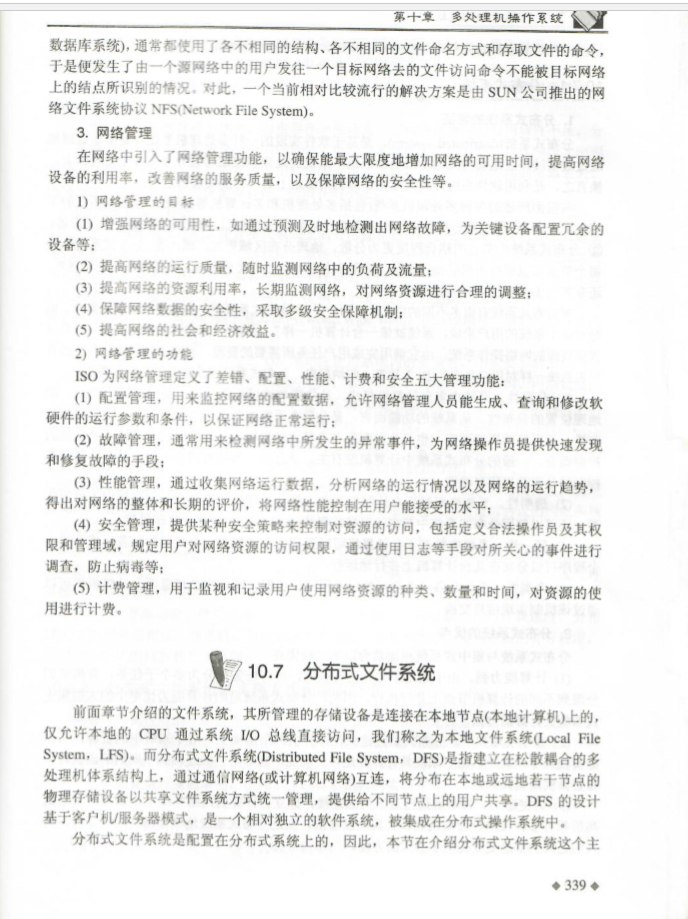 第十章 多处理机操作系统
数据库系统),通常都使用了各不相同的结构、各不相同的文件命名方式和存取文件的命令,
于是便发生了由一个源网络中的用户发往一个目标网络去的文件访问命令不能被目标网络
上的结点所识别的情况。对此,一个当前相对比较流行的解决方案是由 SUN 公司推出的网
络文件系统协议 NFS(Network File System)。
3. 网络管理
在网络中引入了网络管理功能,以确保能最大限度地增加网络的可用时间,提高网络
设备的利用率,改善网络的服务质量,以及保障网络的安全性等。
1) 网络管理的目标
(1) 增强网络的可用性,如通过预测及时地检测出网络故障,为关键设备配置冗余的
设备等;
(2) 提高网络的运行质量,随时监测网络中的负荷及流量;
(3) 提高网络的资源利用率,长期监测网络,对网络资源进行合理的调整;
(4) 保障网络数据的安全性,采取多级安全保障机制;
(5) 提高网络的社会和经济效益。
2) 网络管理的功能
ISO 为网络管理定义了差错、配置、性能、计费和安全五大管理功能:
(1) 配置管理,用来监控网络的配置数据,允许网络管理人员能生成、查询和修改软
硬件的运行参数和条件,以保证网络正常运行;
(2) 故障管理,通常用来检测网络中所发生的异常事件,为网络操作员提供快速发现
和修复故障的手段;
(3) 性能管理,通过收集网络运行数据,分析网络的运行情况以及网络的运行趋势,
得出对网络的整体和长期的评价,将网络性能控制在用户能接受的水平;
(4) 安全管理,提供某种安全策略来控制对资源的访问,包括定义合法操作员及其权
限和管理域,规定用户对网络资源的访问权限,通过使用日志等手段对所关心的事件进行
调查,防止病毒等;
(5) 计费管理,用于监视和记录用户使用网络资源的种类、数量和时间,对资源的使
用进行计费。
10.7 分布式文件系统
前面章节介绍的文件系统,其所管理的存储设备是连接在本地节点(本地计算机)上的,
仅允许本地的 CPU 通过系统 I/O 总线直接访问,我们称之为本地文件系统(Local File
System,LFS)。而分布式文件系统(Distributed File System,DFS)是指建立在松散耦合的多
处理机体系结构上,通过通信网络(或计算机网络)互连,将分布在本地或远地若干节点的
物理存储设备以共享文件系统方式统一管理,提供给不同节点上的用户共享。DFS 的设计
基于客户机/服务器模式,是一个相对独立的软件系统,被集成在分布式操作系统中。
分布式文件系统是配置在分布式系统上的,因此,本节在介绍分布式文件系统这个主
◆ 339 ◆